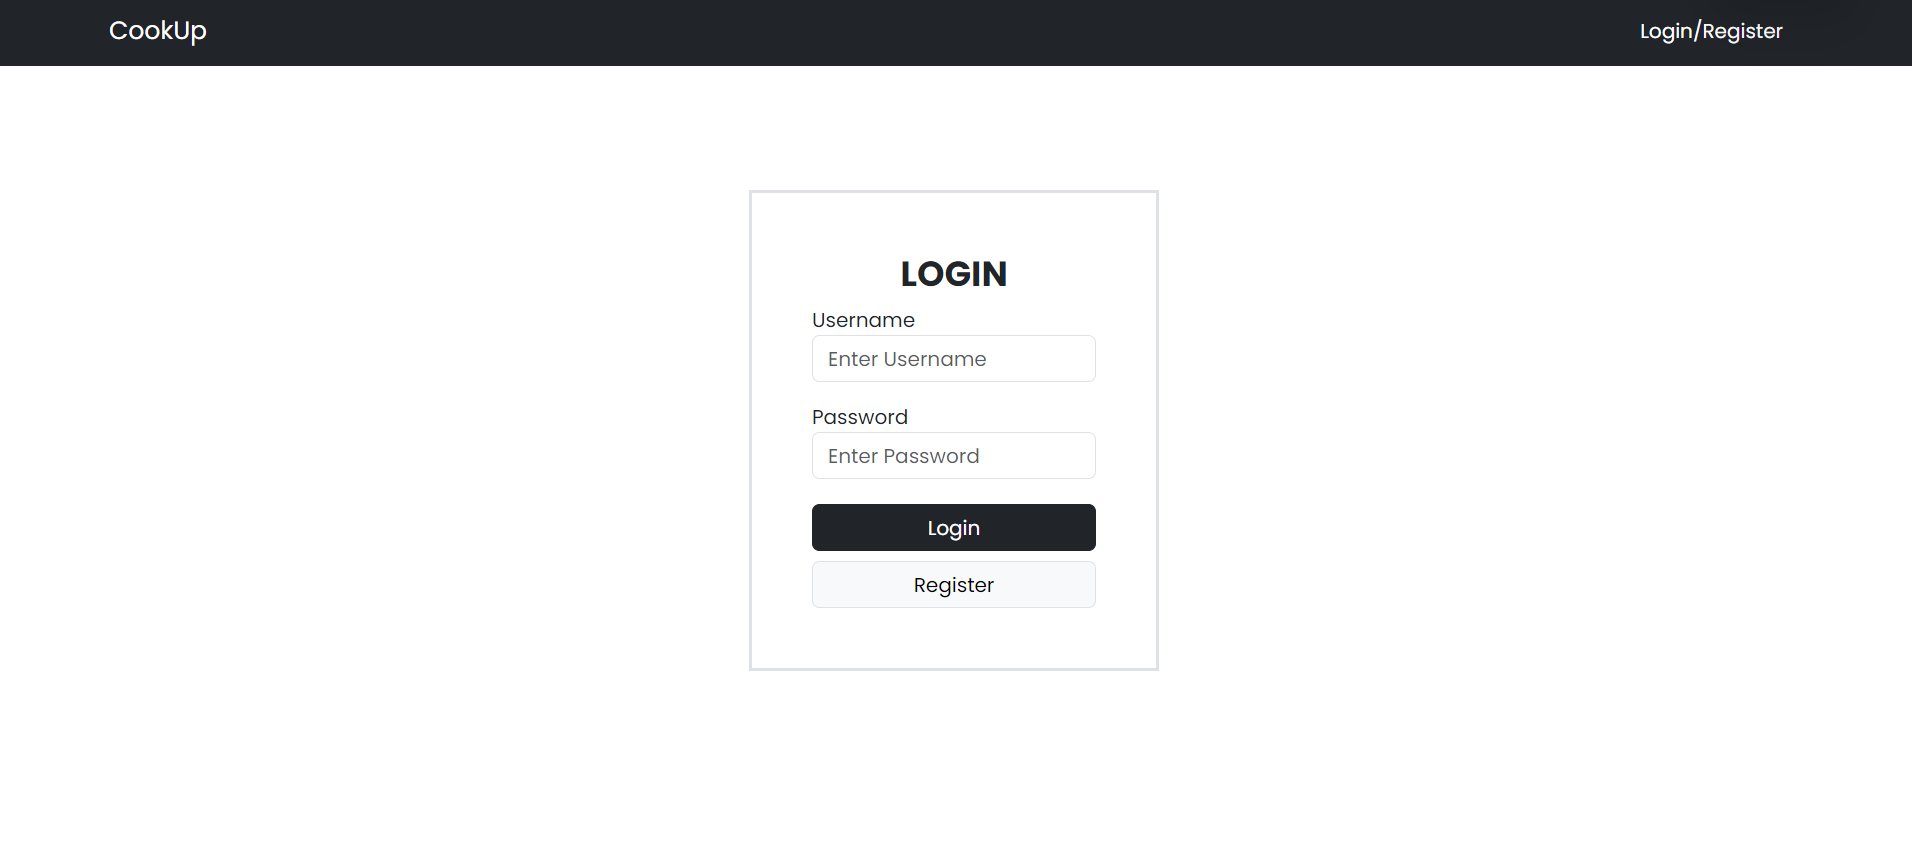 CookUp
Login/Register
LOGIN
Username
Enter Username
Password
Enter Password
Login
Register